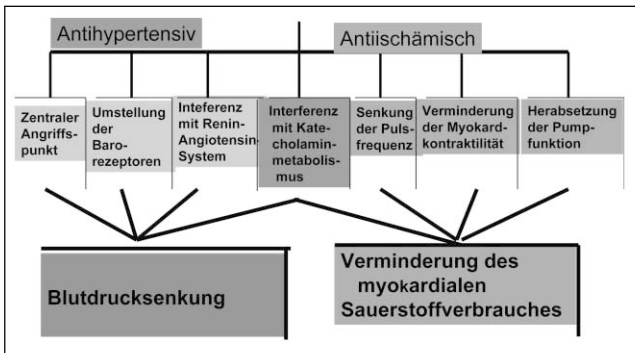 Antihypertensiv
Antiischämisch
Zentraler
Angriffs-
punkt
Umstellung
der
Baro-
rezeptoren
Inteferenz
mit Renin-
Angiotensin-
System
Interferenz
mit Kate-
cholamin-
metabolis-
mus
Senkung
der Puls-
frequenz
Verminderung
der Myokard-
kontraktilität
Herabsetzung
der Pump-
funktion
Blutdrucksenkung
Verminderung des
myokardialen
Sauerstoffverbrauches